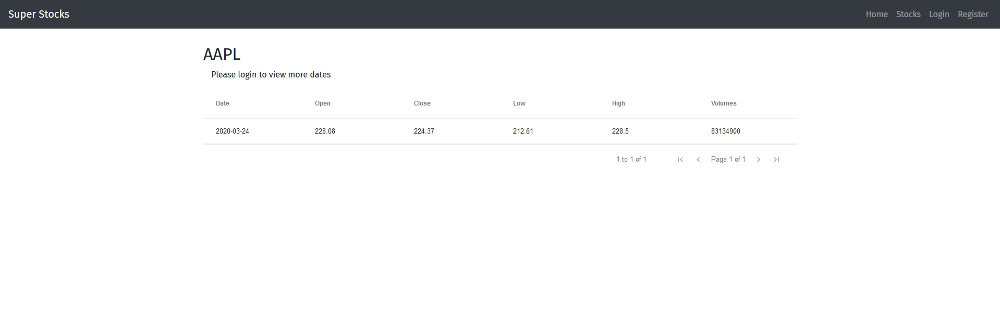 Super Stocks Home Stocks Login Register
AAPL
Please login to view more dates
Date Open Close Low High Volumes
2020-03-24 228.08 224.37 212.61 228.5 83134900
1 to 1 of 1 Page 1 of 1